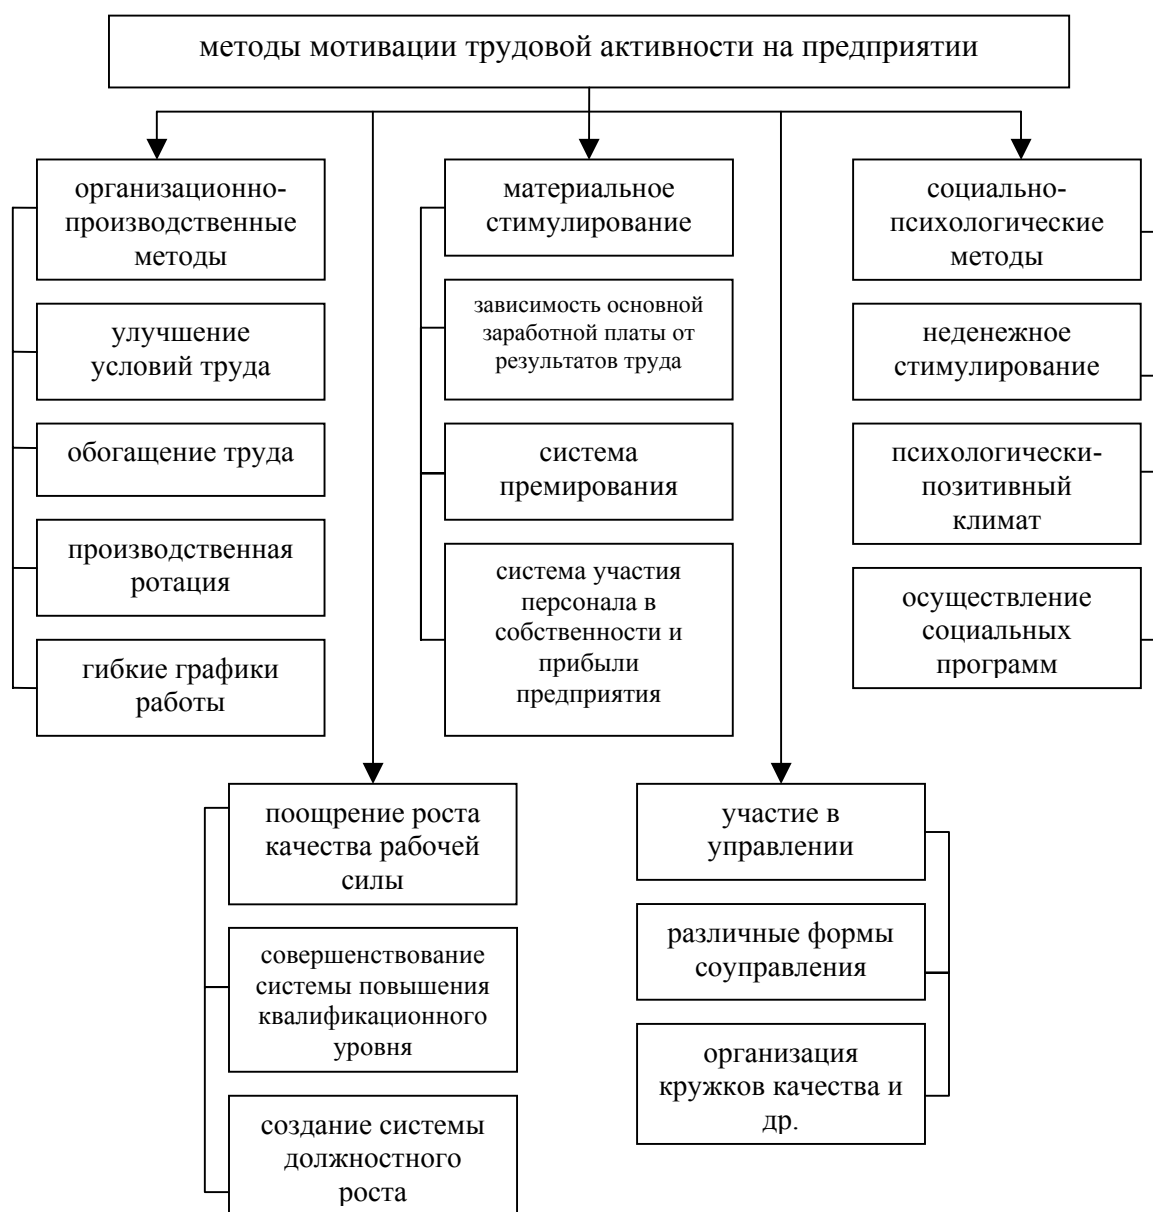 методы мотивации трудовой активности на предприятии
организационно-
производственные
методы
улучшение
условий труда
обогащение труда
производственная
ротация
гибкие графики
работы
материальное
стимулирование
зависимость основной
заработной платы от
результатов труда
система
премирования
система участия
персонала в
собственности и
прибыли
предприятия
социально-
психологические
методы
неденежное
стимулирование
психологически-
позитивный
климат
осуществление
социальных
программ
поощрение роста
качества рабочей
силы
совершенствование
системы повышения
квалификационного
уровня
создание системы
должностного
роста
участие в
управлении
различные формы
соуправления
организация
кружков качества и
др.